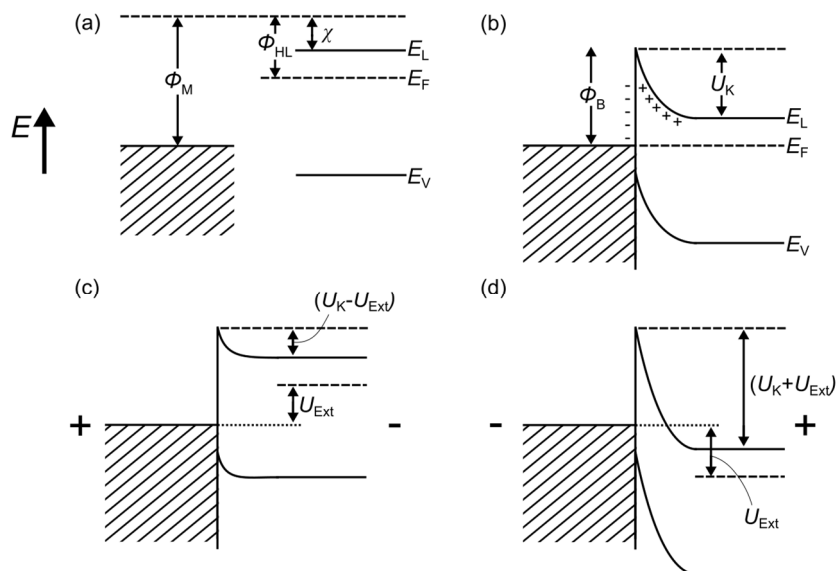 (a)
Φ_M
Φ_HL
χ
E_L
E_F
E_V
E
(b)
Φ_B
- - - - - -
+ + + + + +
U_K
E_L
E_F
E_V
(c)
(U_K-U_Ext)
U_Ext
+
-
(d)
(U_K+U_Ext)
-
+
U_Ext